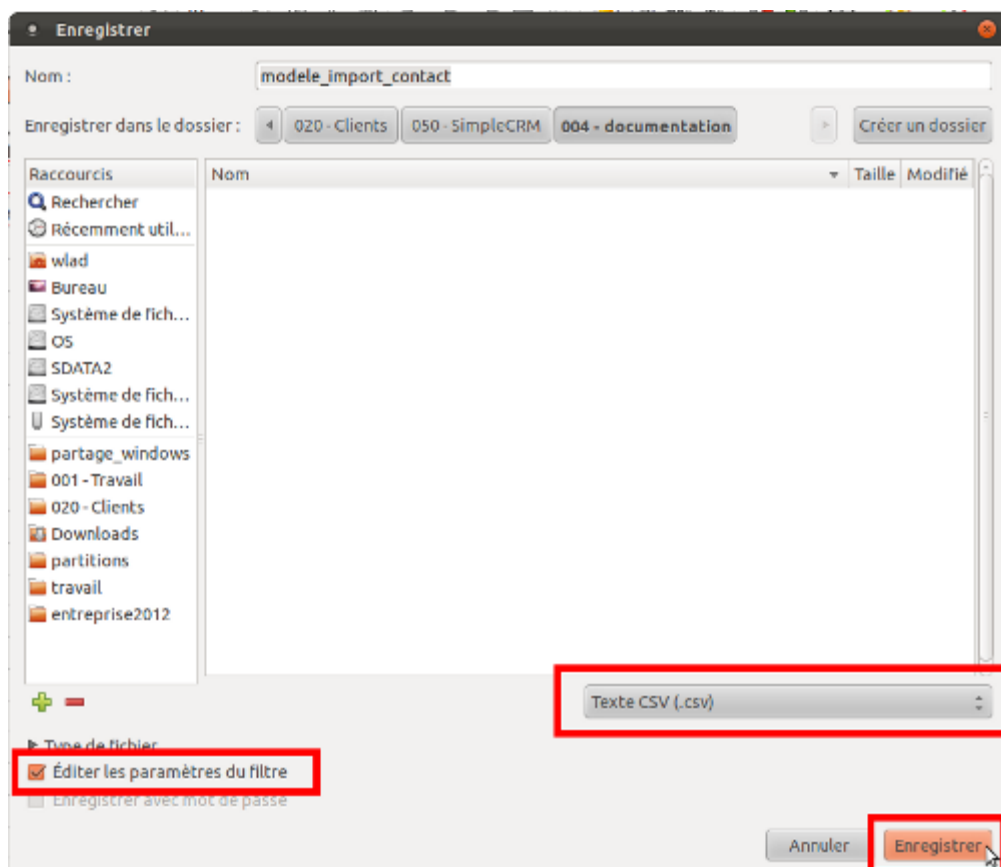 Enregistrer
Nom :
modele_import_contact
Enregistrer dans le dossier :
020 - Clients
050 - SimpleCRM
004 - documentation
Créer un dossier
Raccourcis
Nom
Taille
Modifié
Rechercher
Récemment util...
wlad
Bureau
Système de fich...
OS
SDATA2
Système de fich...
Système de fich...
partage_windows
001 - Travail
020 - Clients
Downloads
partitions
travail
entreprise2012
Texte CSV (.csv)
Type de fichier
Éditer les paramètres du filtre
Enregistrer avec mot de passe
Annuler
Enregistrer